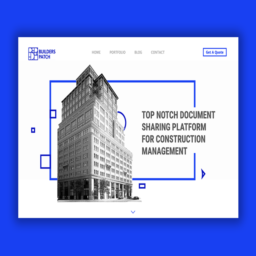 BUILDERS
PATCH
HOME
PORTFOLIO
BLOG
CONTACT
Get A Quote
TOP NOTCH DOCUMENT
SHARING PLATFORM
FOR CONSTRUCTION
MANAGEMENT